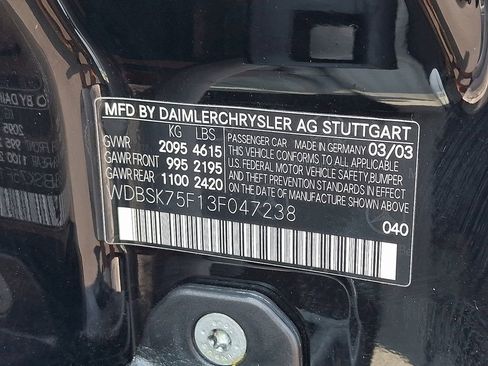 MFD BY DAIMLERCHRYSLER AG STUTTGART
KG LBS
GVWR 2095 4615
GAWR FRONT 995 2195
GAWR REAR 1100 2420
PASSENGER CAR MADE IN GERMANY 03/03
THIS VEHICLE CONFORMS TO ALL APPLICABLE
U.S. FEDERAL MOTOR VEHICLE SAFETY, BUMPER
AND THEFT PREVENTION STANDARDS IN EFFECT
ON THE DATE OF MANUFACTURE SHOWN ABOVE.
WDBSK75F13F047238
040